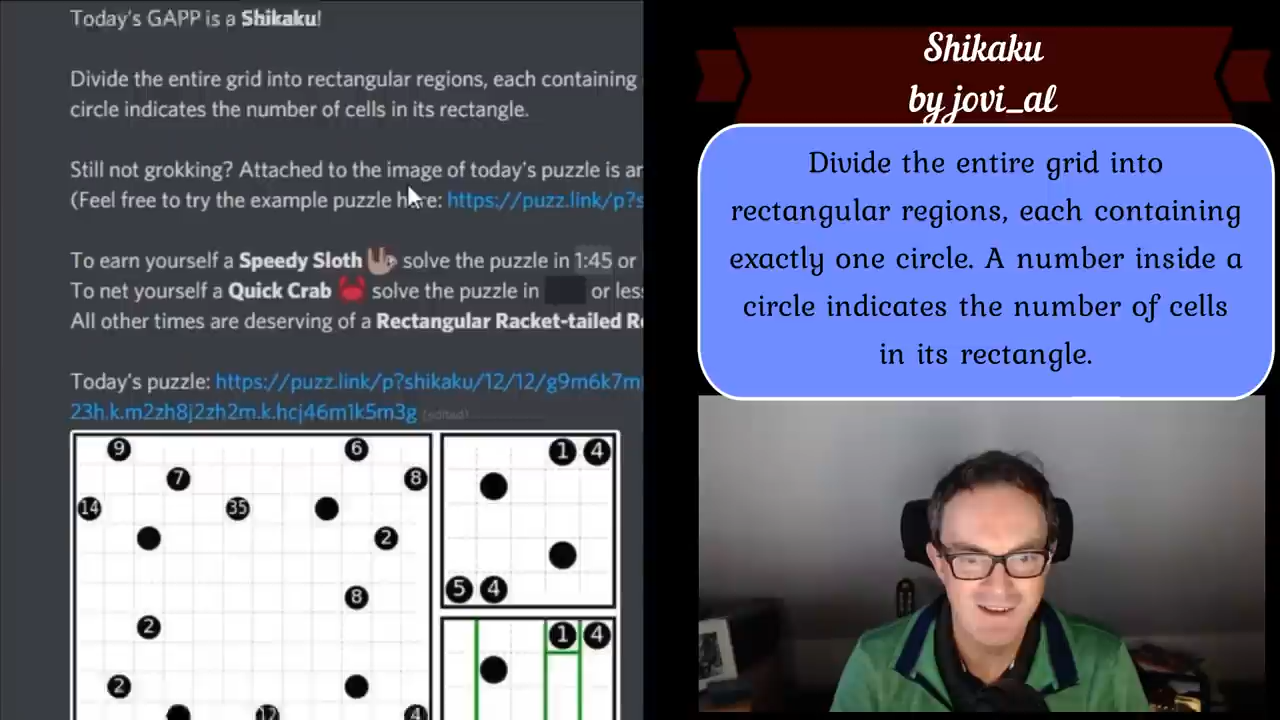 Today's GAPP is a Shikaku!
Divide the entire grid into rectangular regions, each containing
circle indicates the number of cells in its rectangle.
Still not grokking? Attached to the image of today's puzzle is
(Feel free to try the example puzzle here: https://puzz.link/p?s
To earn yourself a Speedy Sloth solve the puzzle in 1:45 or
To net yourself a Quick Crab solve the puzzle in or
All other times are deserving of a Rectangular Racket-tailed
Today's puzzle: https://puzz.link/p?shikaku/12/12/g9m6k7m
23h.k.m2zh8j2zh2m.k.hcj46m1k5m3g (edited)
9 6
7 8
14 35
2
8
2
2
12 4
1 4
5 4
1 4
Shikaku
by jovi_al
Divide the entire grid into
rectangular regions, each containing
exactly one circle. A number inside a
circle indicates the number of cells
in its rectangle.